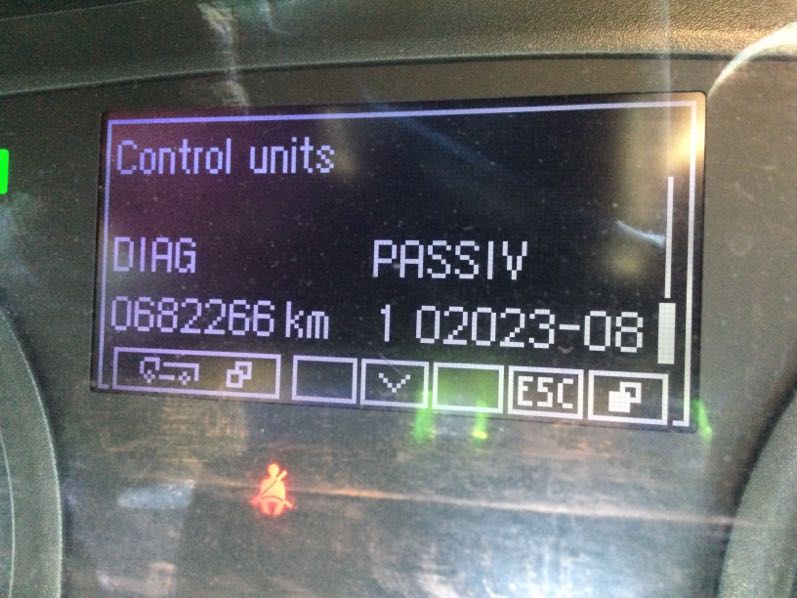 Control units
DIAG PASSIV
0682266 km 1 02023-08
ESC